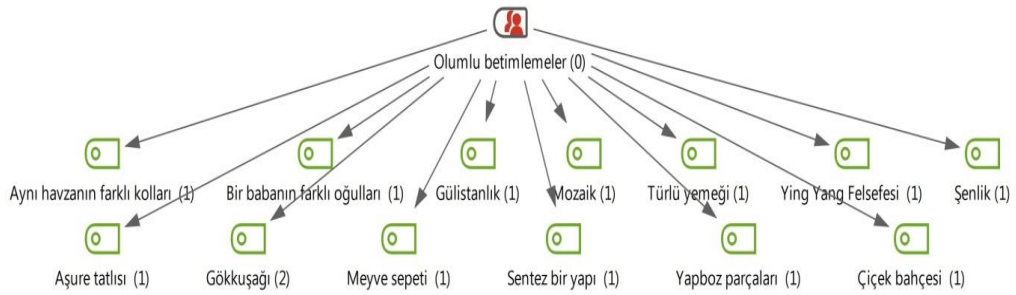 Olumlu betimlemeler (0)
Aynı havzanın farklı kolları (1)
Bir babanın farklı oğulları (1)
Gülistanlık (1)
Mozaik (1)
Türlü yemeği (1)
Ying Yang Felsefesi (1)
Şenlik (1)
Aşure tatlısı (1)
Gökkuşağı (2)
Meyve sepeti (1)
Sentez bir yapı (1)
Yapboz parçaları (1)
Çiçek bahçesi (1)